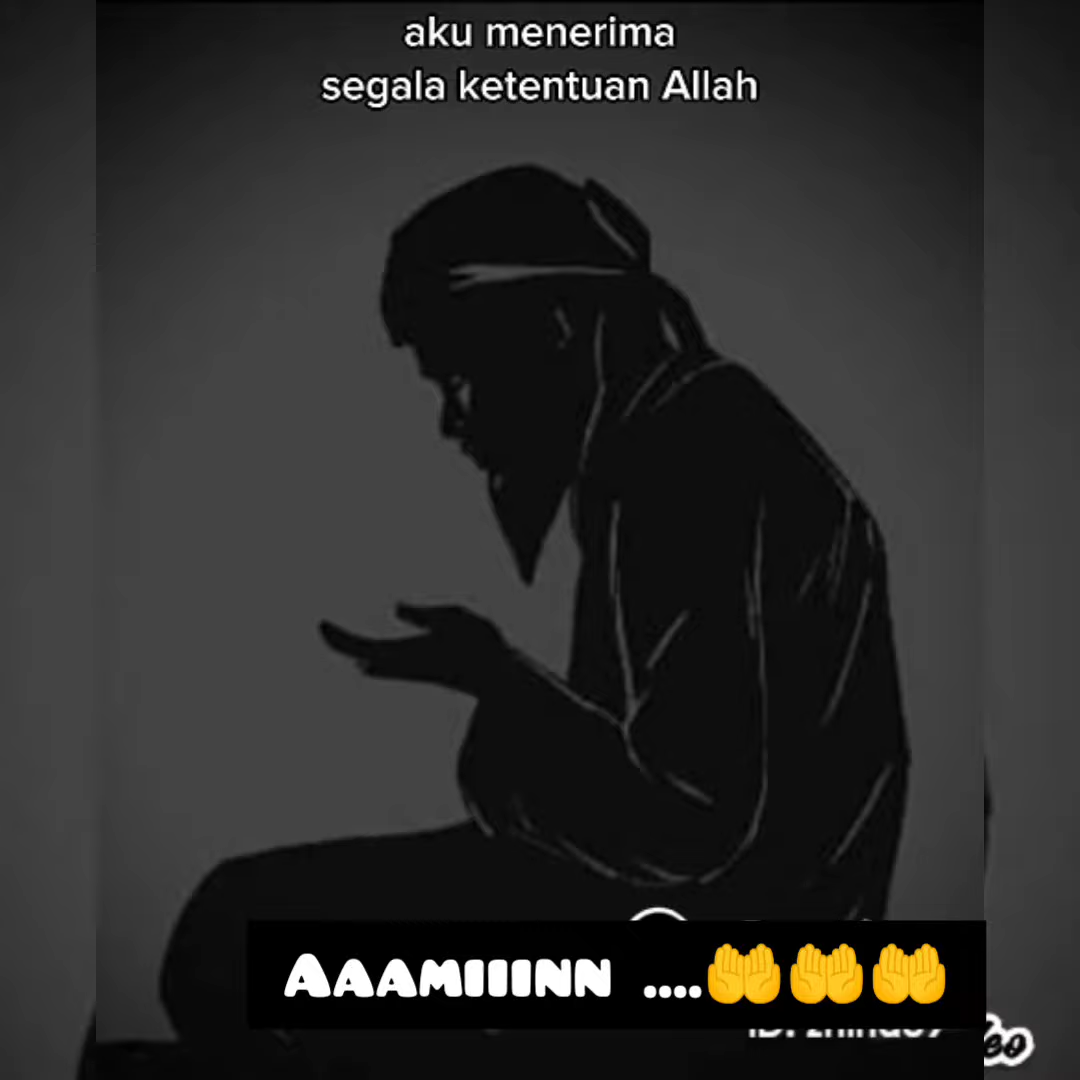 aku menerima
segala ketentuan Allah
AAAMIIINN ....🤲🤲🤲